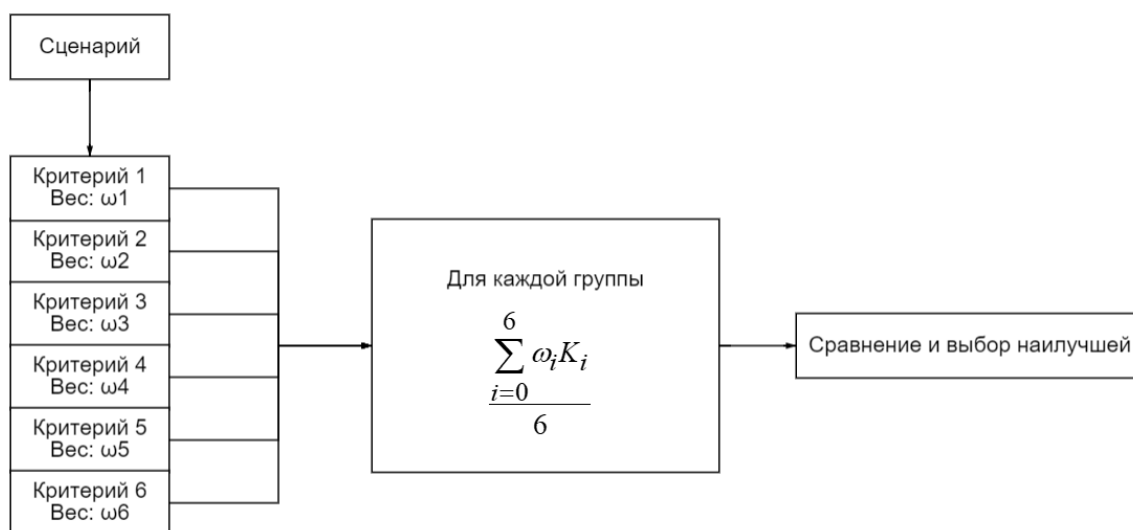 Сценарий
Критерий 1
Вес: ω1
Критерий 2
Вес: ω2
Критерий 3
Вес: ω3
Критерий 4
Вес: ω4
Критерий 5
Вес: ω5
Критерий 6
Вес: ω6
Для каждой группы
6
∑ ωᵢKᵢ
i=0
6
Сравнение и выбор наилучшей